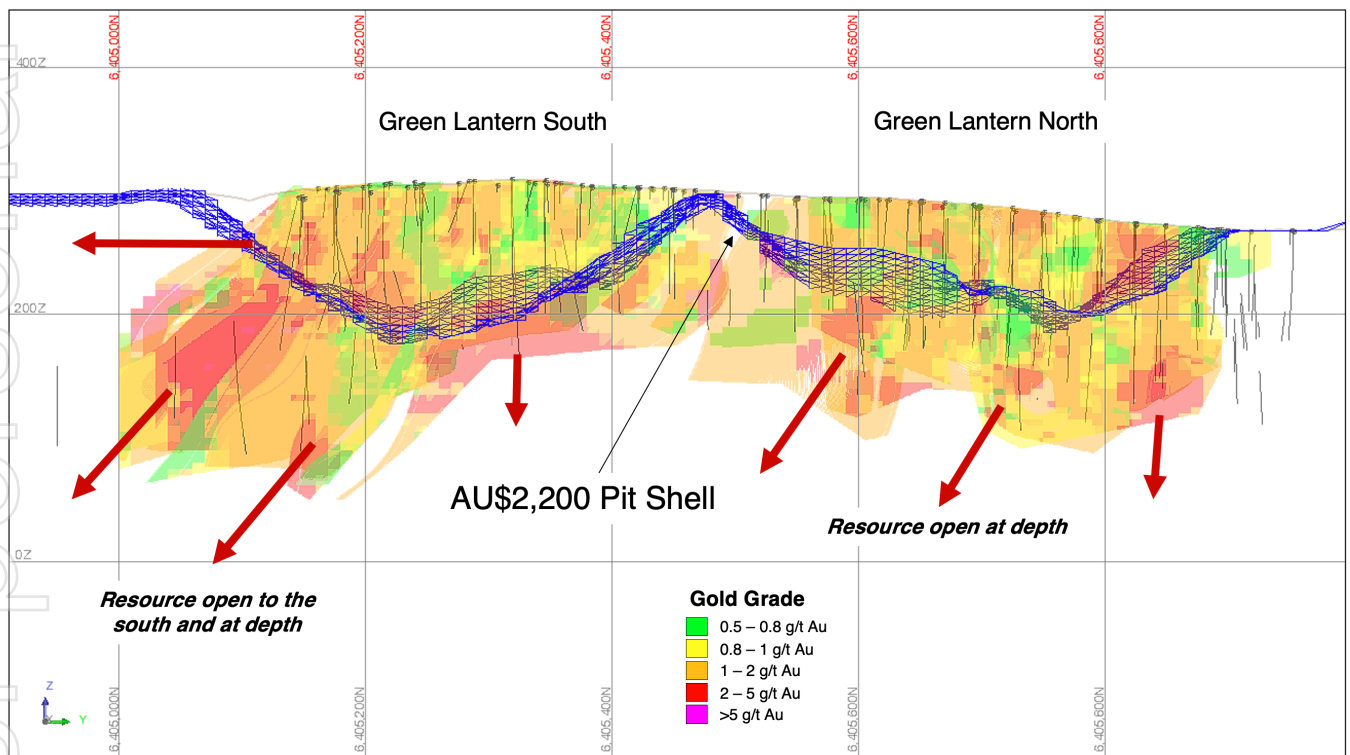 6,405,000N
6,405,200N
6,405,400N
6,405,600N
6,405,600N
400Z
Green Lantern South
Green Lantern North
200Z
AU$2,200 Pit Shell
Resource open at depth
0Z
Resource open to the
south and at depth
Gold Grade
0.5 – 0.8 g/t Au
0.8 – 1 g/t Au
1 – 2 g/t Au
2 – 5 g/t Au
>5 g/t Au
Z
X
Y
6,405,000N
6,405,200N
6,405,400N
6,405,600N
6,405,600N